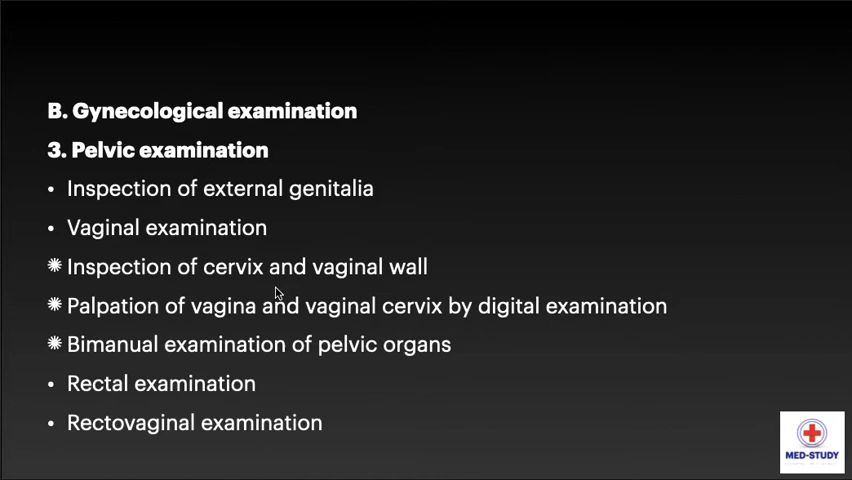 B. Gynecological examination
3. Pelvic examination
• Inspection of external genitalia
• Vaginal examination
✷ Inspection of cervix and vaginal wall
✷ Palpation of vagina and vaginal cervix by digital examination
✷ Bimanual examination of pelvic organs
• Rectal examination
• Rectovaginal examination
MED-STUDY